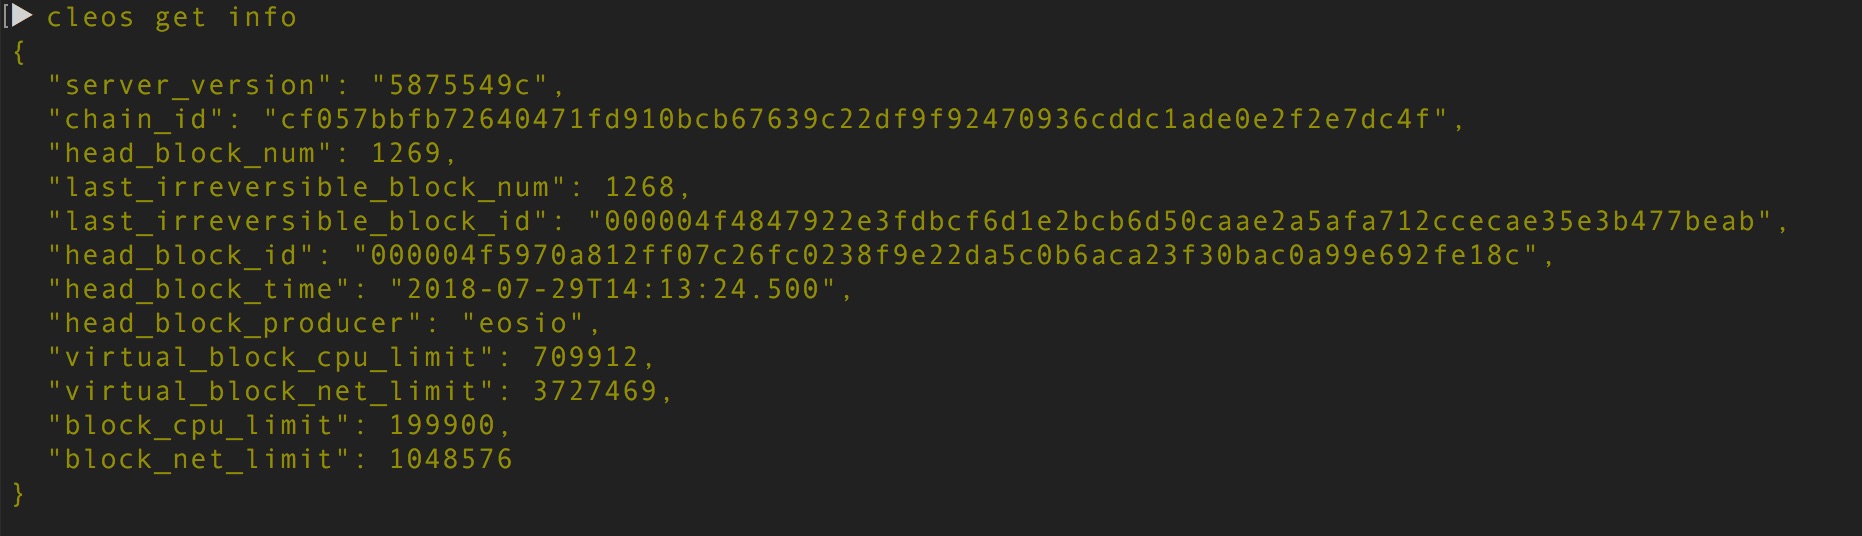 cleos get info
{
"server_version": "5875549c",
"chain_id": "cf057bbfb72640471fd910bcb67639c22df9f92470936cddc1ade0e2f2e7dc4f",
"head_block_num": 1269,
"last_irreversible_block_num": 1268,
"last_irreversible_block_id": "000004f4847922e3fdbcf6d1e2bcb6d50caae2a5afa712ccecae35e3b477beab",
"head_block_id": "000004f5970a812ff07c26fc0238f9e22da5c0b6aca23f30bac0a99e692fe18c",
"head_block_time": "2018-07-29T14:13:24.500",
"head_block_producer": "eosio",
"virtual_block_cpu_limit": 709912,
"virtual_block_net_limit": 3727469,
"block_cpu_limit": 199900,
"block_net_limit": 1048576
}